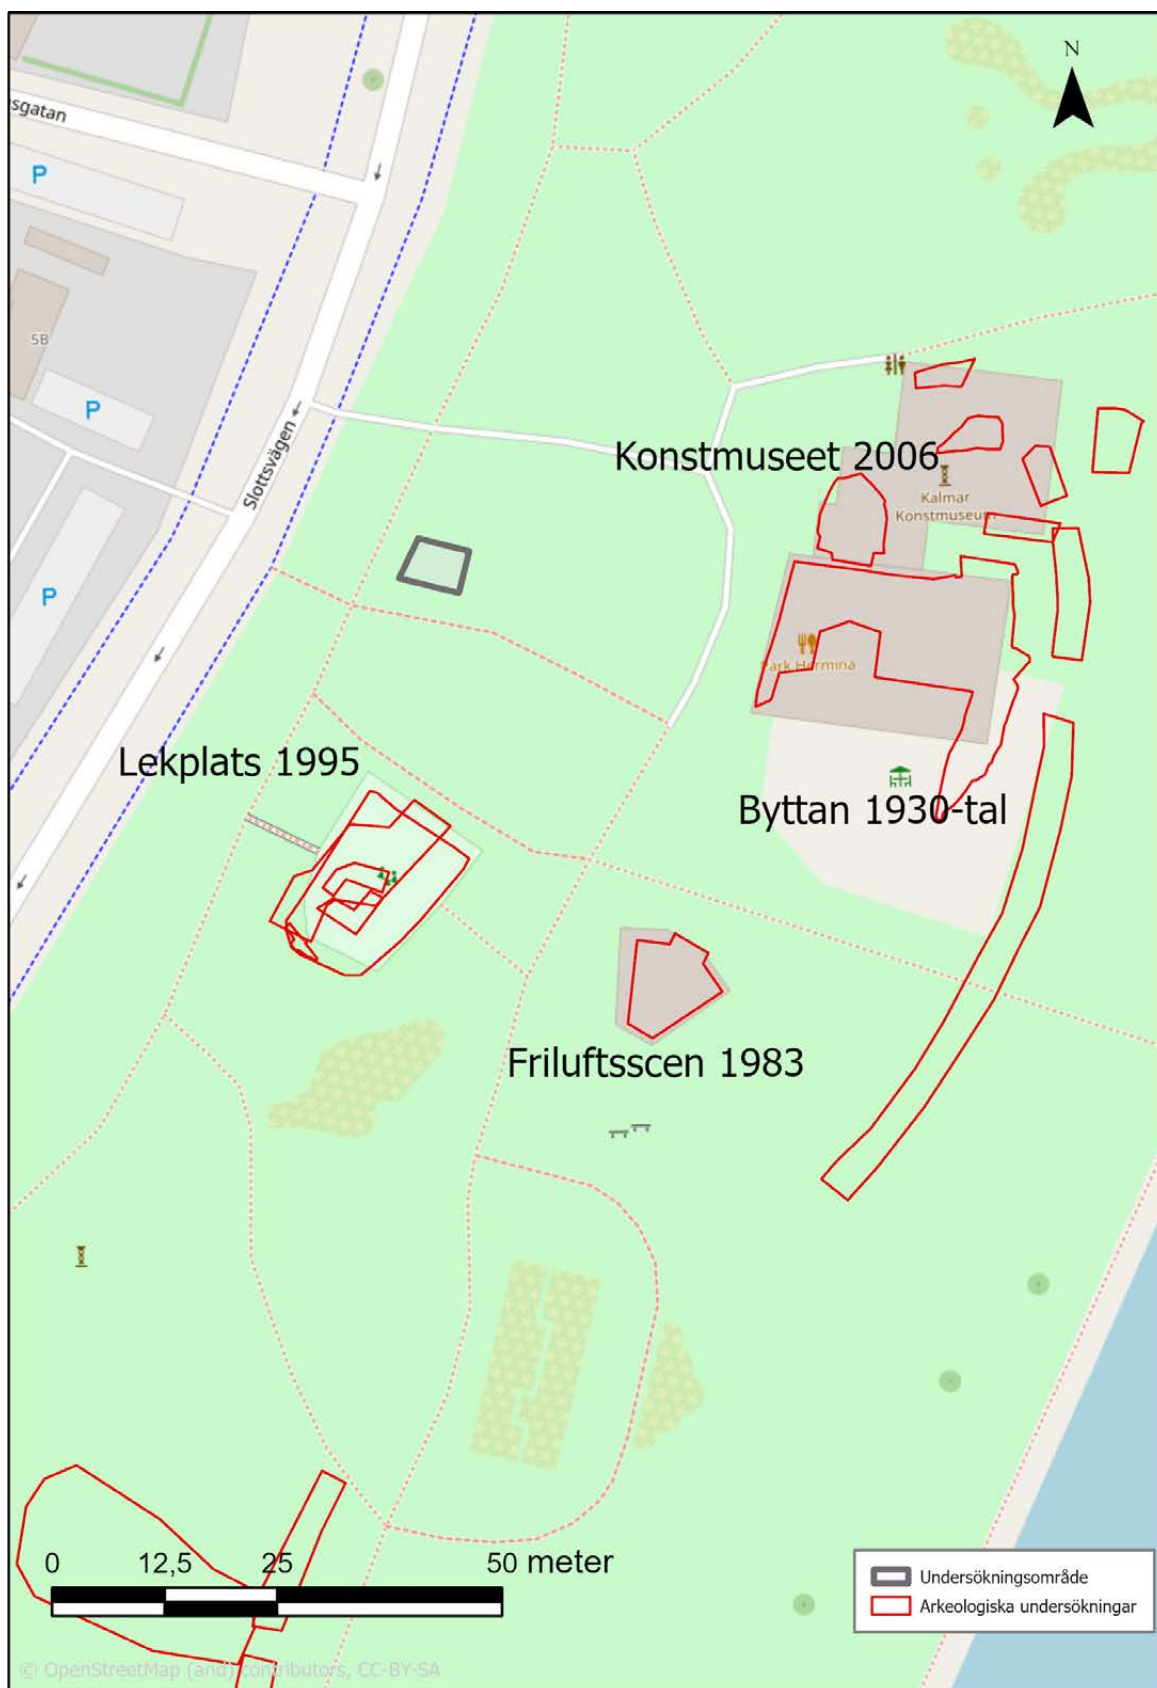 N
sgatan
P
SB
P
Slottsvägen
P
Konstmuseet 2006
Kalmar
Konstmuseum
Park Hermina
Lekplats 1995
Byttan 1930-tal
Friluftsscen 1983
0 12,5 25 50 meter
Undersökningsområde
Arkeologiska undersökningar
© OpenStreetMap (and) contributors, CC-BY-SA